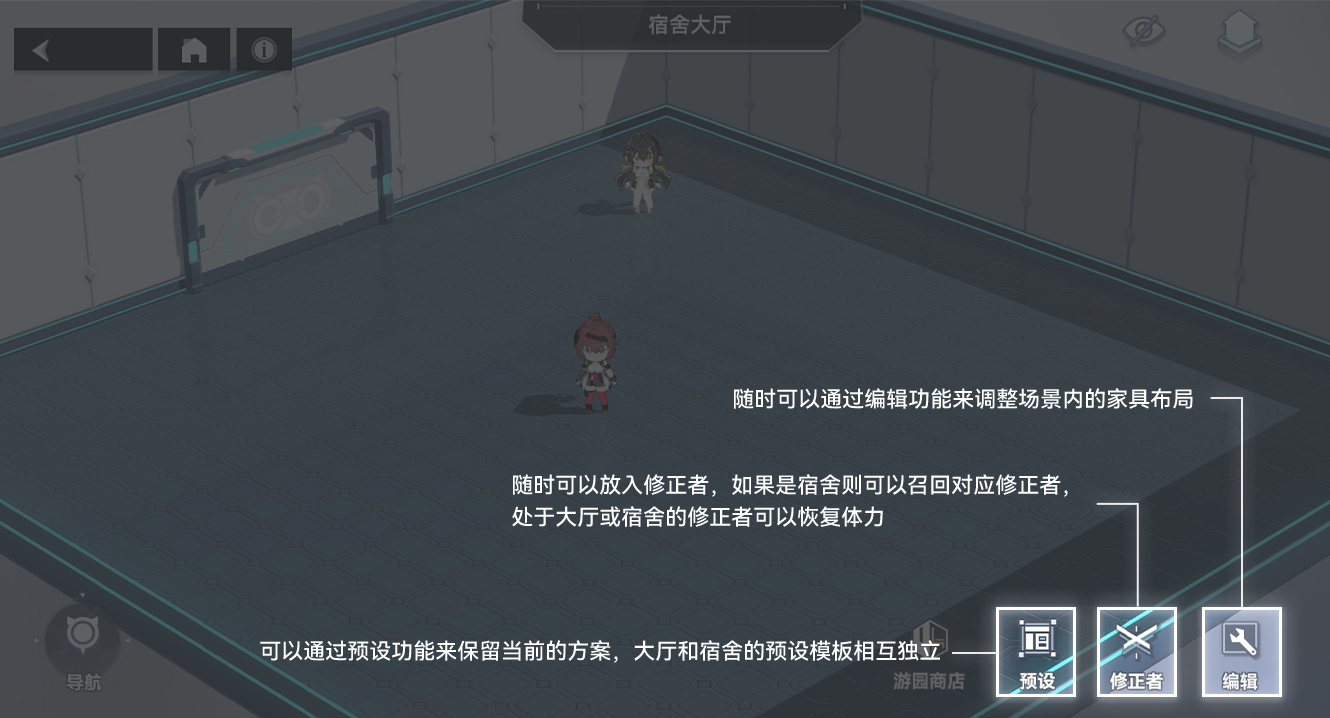 宿舍大厅
随时可以通过编辑功能来调整场景内的家具布局
随时可以放入修正者，如果是宿舍则可以召回对应修正者，
处于大厅或宿舍的修正者可以恢复体力
可以通过预设功能来保留当前的方案，大厅和宿舍的预设模板相互独立
导航
游园商店
预设
修正者
编辑